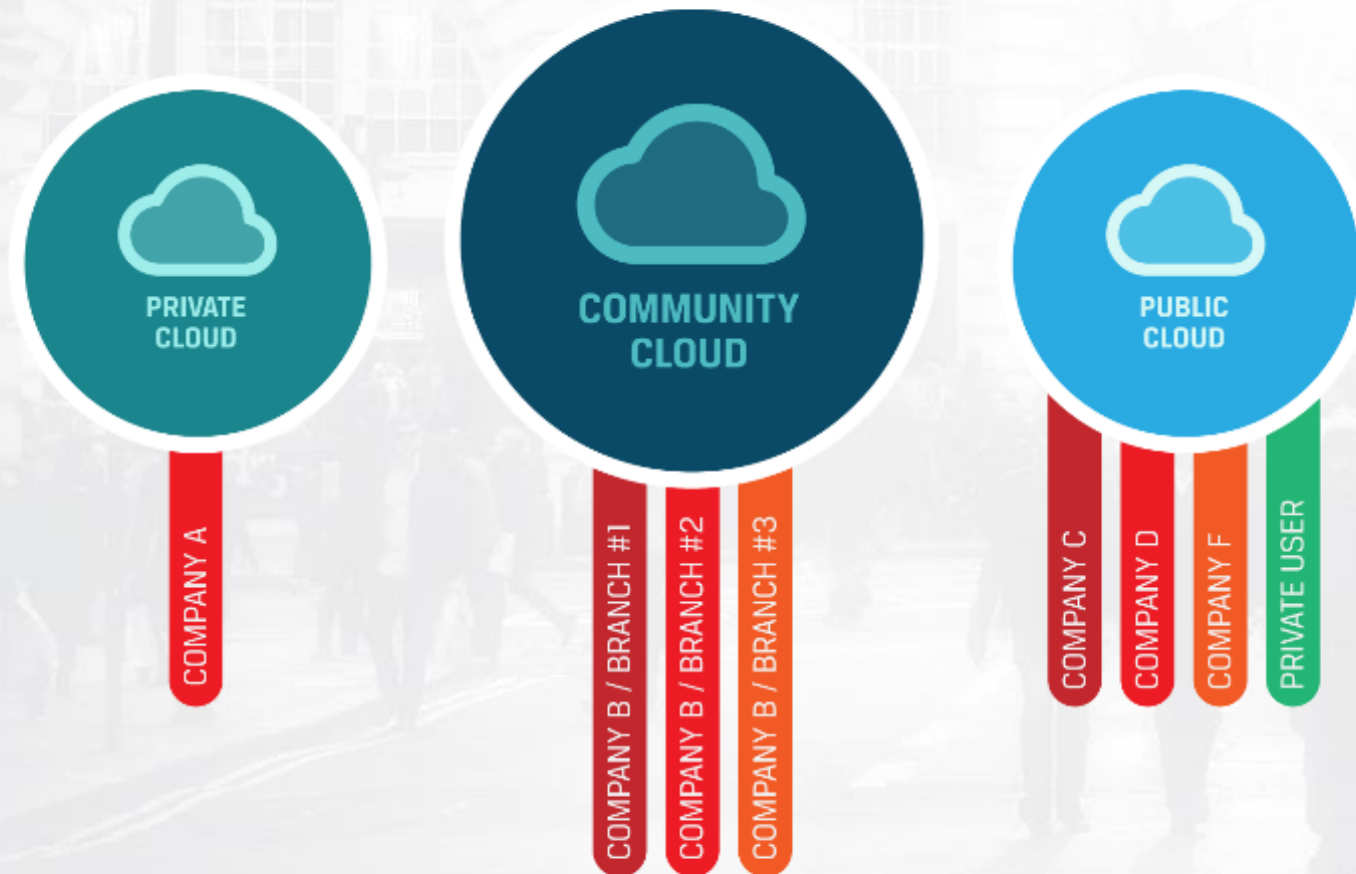 PRIVATE
CLOUD
COMPANY A
COMMUNITY
CLOUD
COMPANY B / BRANCH #1
COMPANY B / BRANCH #2
COMPANY B / BRANCH #3
PUBLIC
CLOUD
COMPANY C
COMPANY D
COMPANY F
PRIVATE USER